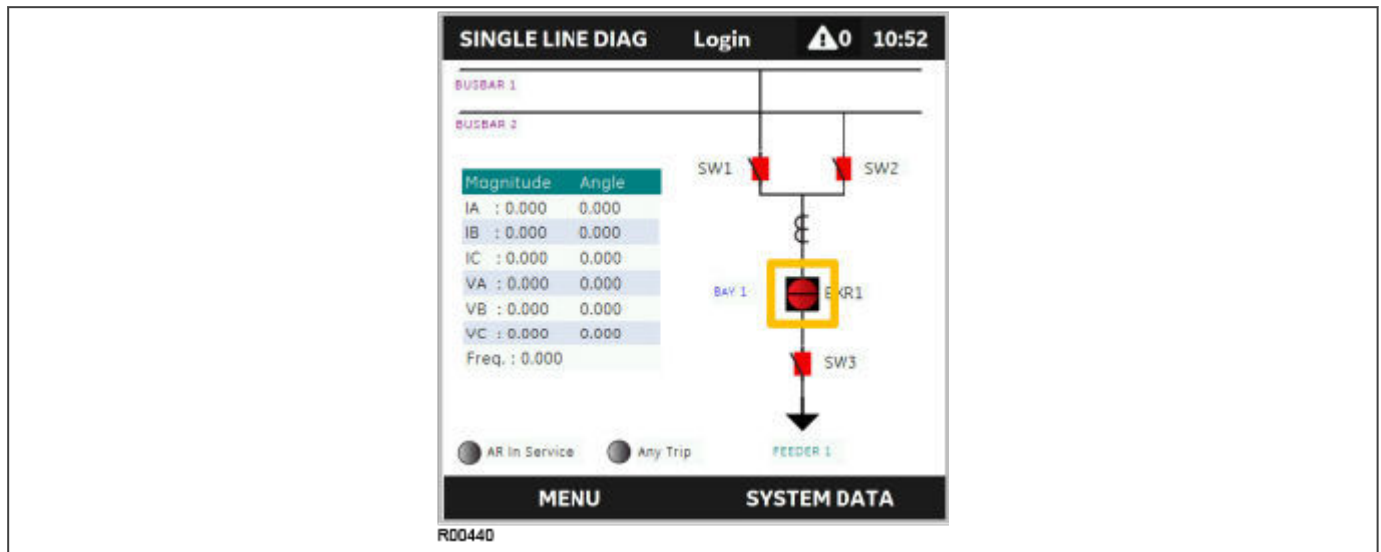 SINGLE LINE DIAG Login 0 10:52
BUSBAR 1
BUSBAR 2
SW1 SW2
Magnitude Angle
IA : 0.000 0.000
IB : 0.000 0.000
IC : 0.000 0.000
VA : 0.000 0.000
BAY 1
VB : 0.000 0.000
VC : 0.000 0.000
Freq. : 0.000
SW3
AR In Service Any Trip FEEDER 1
MENU SYSTEM DATA
R00440